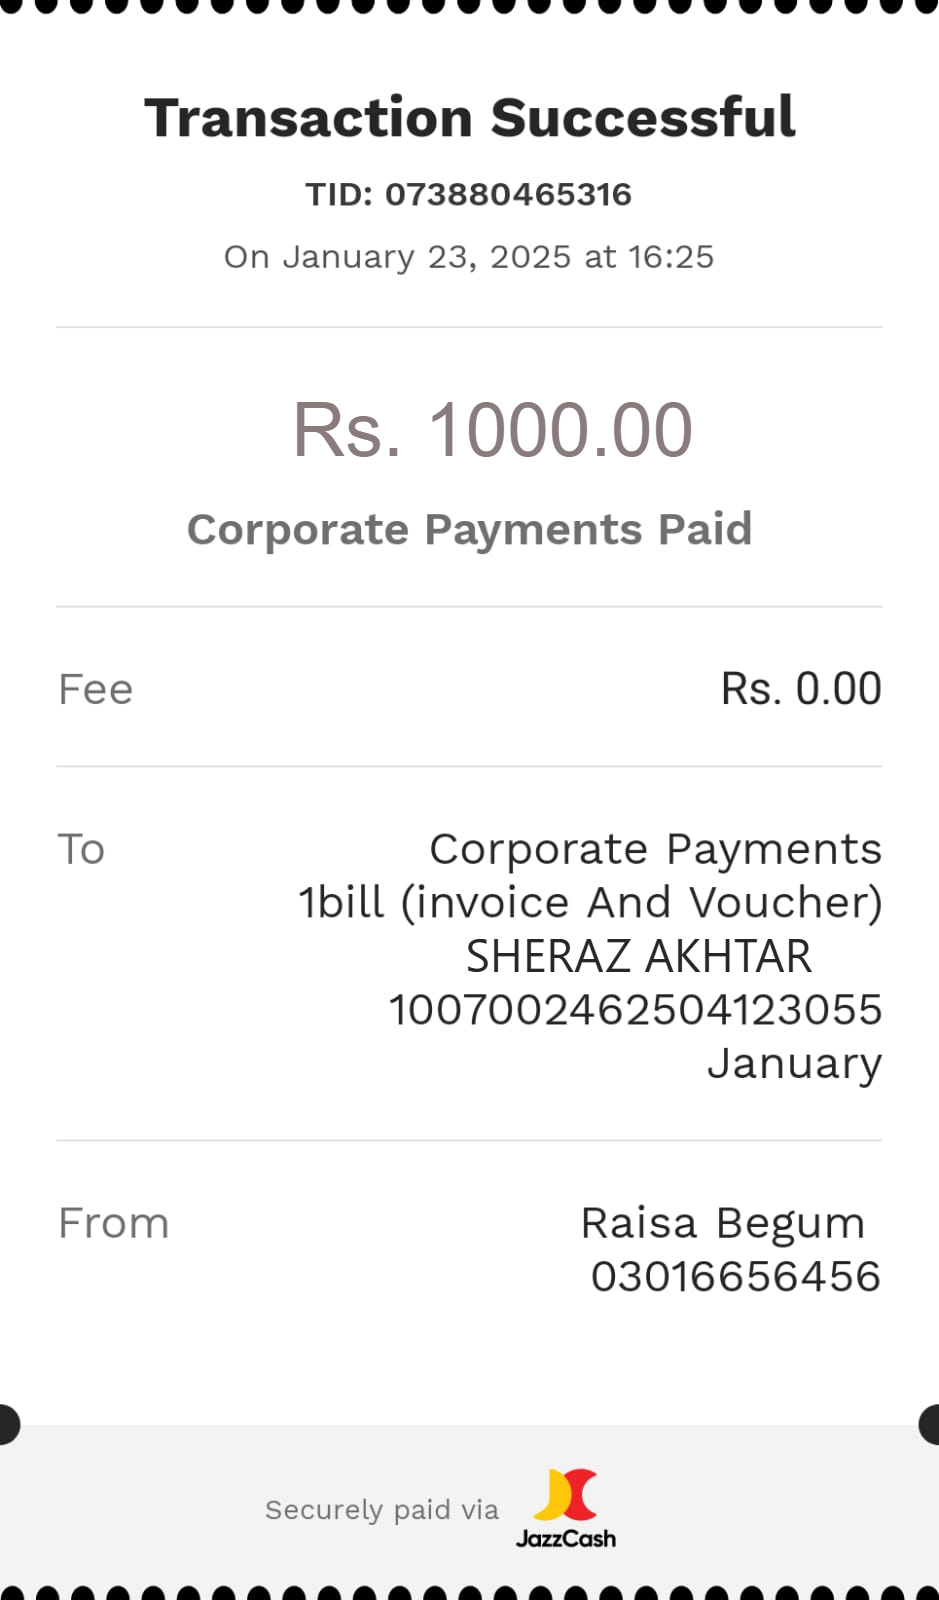 Transaction Successful
TID: 073880465316
On January 23, 2025 at 16:25
Rs. 1000.00
Corporate Payments Paid
Fee
Rs. 0.00
To
Corporate Payments
1bill (invoice And Voucher)
SHERAZ AKHTAR
1007002462504123055
January
From
Raisa Begum
03016656456
Securely paid via
JazzCash